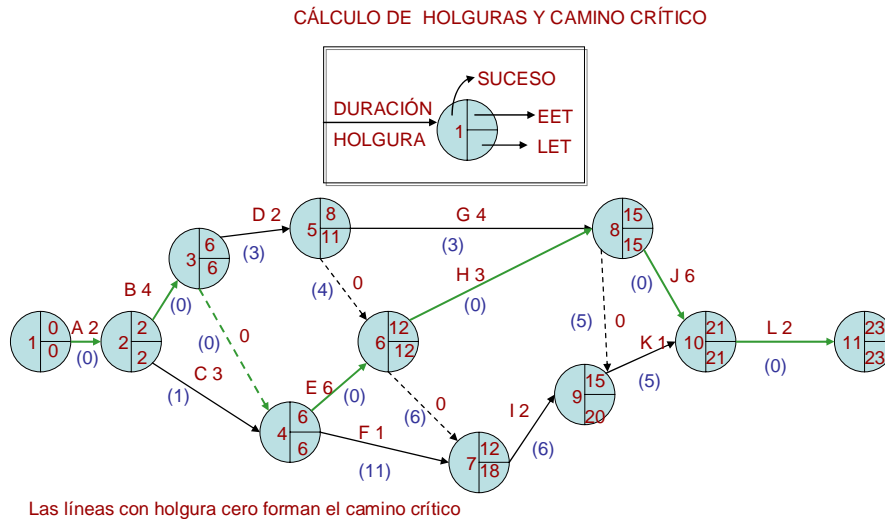 CÁLCULO DE HOLGURAS Y CAMINO CRÍTICO
SUCESO
DURACIÓN
HOLGURA
1
EET
LET
D 2
(3)
5
8
11
G 4
(3)
8
15
15
3
6
6
B 4
(0)
(4)
0
H 3
(0)
(0)
J 6
1
0
0
A 2
(0)
2
2
2
(0)
0
6
12
12
(5)
0
K 1
(5)
10
21
21
L 2
(0)
11
23
23
C 3
(1)
E 6
(0)
(6)
0
9
15
20
4
6
6
F 1
(11)
7
12
18
I 2
(6)
Las líneas con holgura cero forman el camino crítico